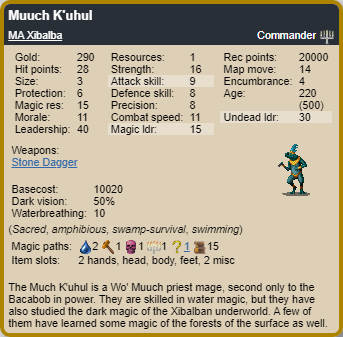 Muuch K'uhul
MA Xibalba Commander
Gold: 290 Resources: 1 Rec points: 20000
Hit points: 28 Strength: 16 Map move: 14
Size: 3 Attack skill: 9 Encumbrance: 4
Protection: 6 Defence skill: 8 Age: 220
Magic res: 15 Precision: 8 (500)
Morale: 11 Combat speed: 11 Undead ldr: 30
Leadership: 40 Magic ldr: 15
Weapons:
Stone Dagger
Basecost: 10020
Dark vision: 50%
Waterbreathing: 10
(Sacred, amphibious, swamp-survival, swimming)
Magic paths: 2 1 1 1 ? 1 15
Item slots: 2 hands, head, body, feet, 2 misc
The Much K'uhul is a Wo' Muuch priest mage, second only to the
Bacabob in power. They are skilled in water magic, but they have
also studied the dark magic of the Xibalban underworld. A few of
them have learned some magic of the forests of the surface as well.